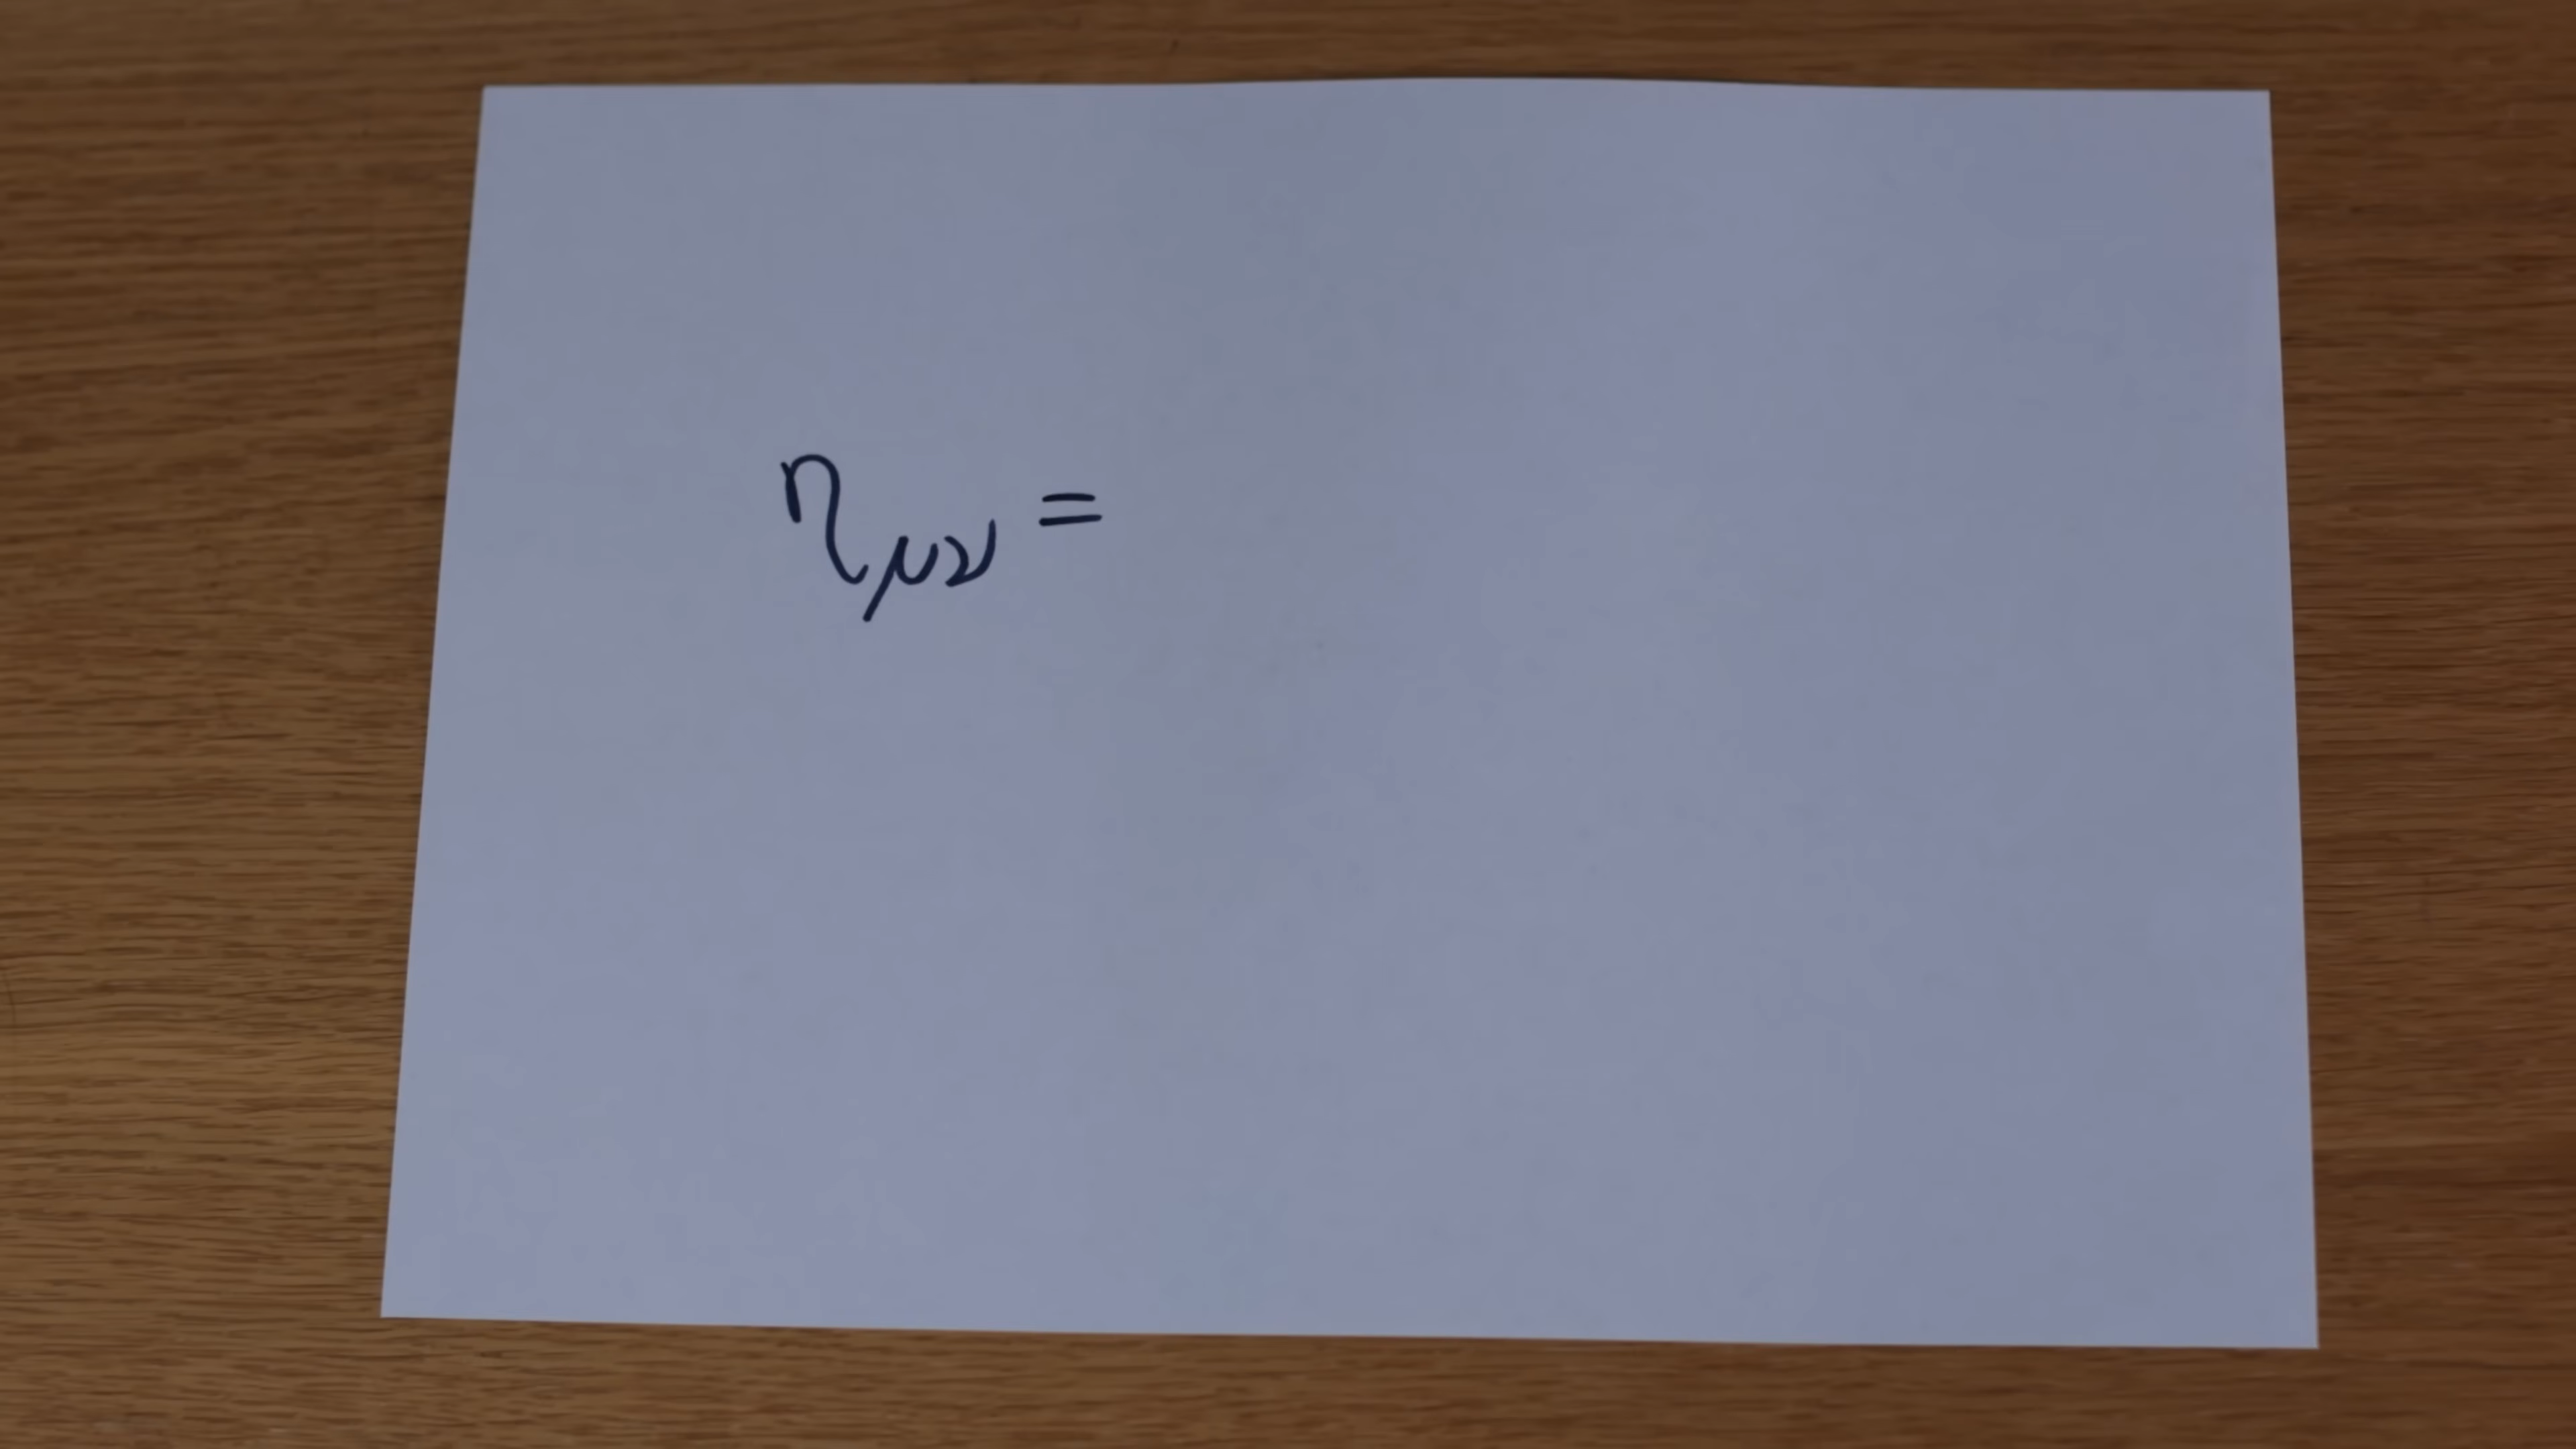 η_μν =